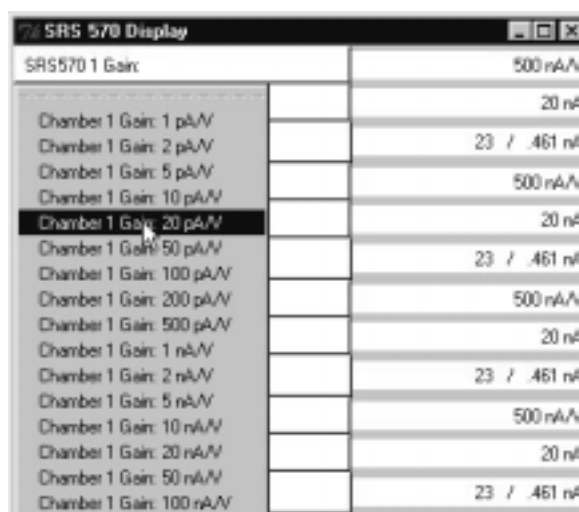 SRS 570 Display
SRS570 1 Gain: 500 nA/V
20 nA
Chamber 1 Gain: 1 pA/V
Chamber 1 Gain: 2 pA/V 23 / .461 nA
Chamber 1 Gain: 5 pA/V
Chamber 1 Gain: 10 pA/V 500 nA/V
Chamber 1 Gain: 20 pA/V 20 nA
Chamber 1 Gain: 50 pA/V 23 / .461 nA
Chamber 1 Gain: 100 pA/V
Chamber 1 Gain: 200 pA/V 500 nA/V
Chamber 1 Gain: 500 pA/V 20 nA
Chamber 1 Gain: 1 nA/V
Chamber 1 Gain: 2 nA/V 23 / .461 nA
Chamber 1 Gain: 5 nA/V 500 nA/V
Chamber 1 Gain: 10 nA/V
Chamber 1 Gain: 20 nA/V 20 nA
Chamber 1 Gain: 50 nA/V
Chamber 1 Gain: 100 nA/V 23 / .461 nA